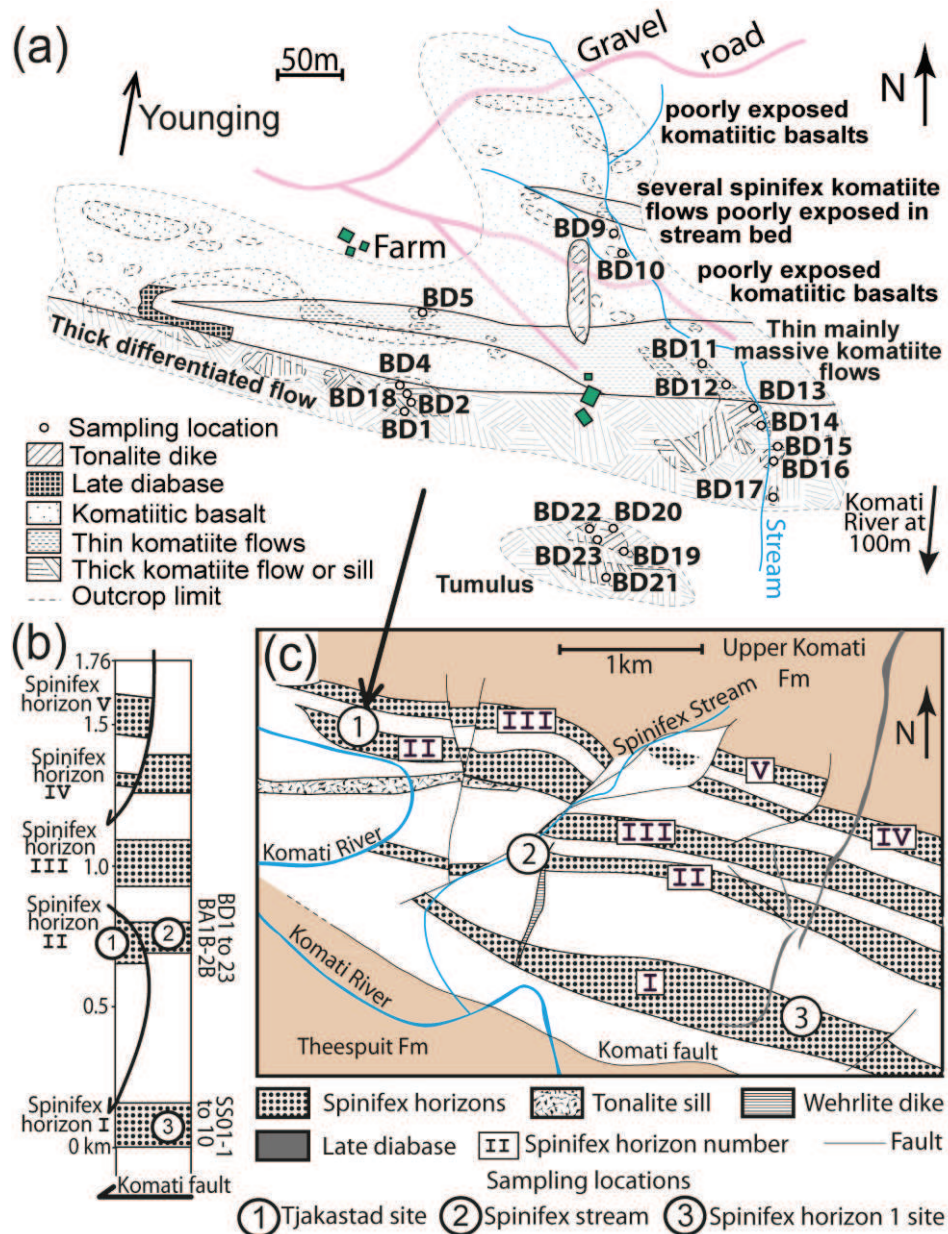 (a)
50m
Younging
Gravel
road
N
poorly exposed
komatiitic basalts
several spinifex komatiite
flows poorly exposed in
stream bed
BD9
BD10
Farm
poorly exposed
komatiitic basalts
BD5
Thick differentiated flow
BD4
BD18
BD2
BD1
Thin mainly
massive komatiite
flows
BD11
BD12
BD13
BD14
BD15
BD16
BD17
Komati
River at
100m
Stream
BD22
BD20
BD23
BD19
BD21
Tumulus
Sampling location
Tonalite dike
Late diabase
Komatiitic basalt
Thin komatiite flows
Thick komatiite flow or sill
Outcrop limit
(b)
1.76
Spinifex
horizon V
1.5
Spinifex
horizon
IV
Spinifex
horizon
III
1.0
Spinifex
horizon
II
1
2
BD1 to 23
BA1B-2B
0.5
Spinifex
horizon I
0 km
3
SS01-1
to 10
Komati fault
(c)
1km
Upper Komati
Fm
N
1
III
II
Spinifex Stream
V
IV
Komati River
2
III
II
I
3
Komati
River
Theespuit Fm
Komati fault
Spinifex horizons
Tonalite sill
Wehrlite dike
Late diabase
II
Spinifex horizon number
Fault
Sampling locations
1 Tjakastad site
2 Spinifex stream
3 Spinifex horizon 1 site